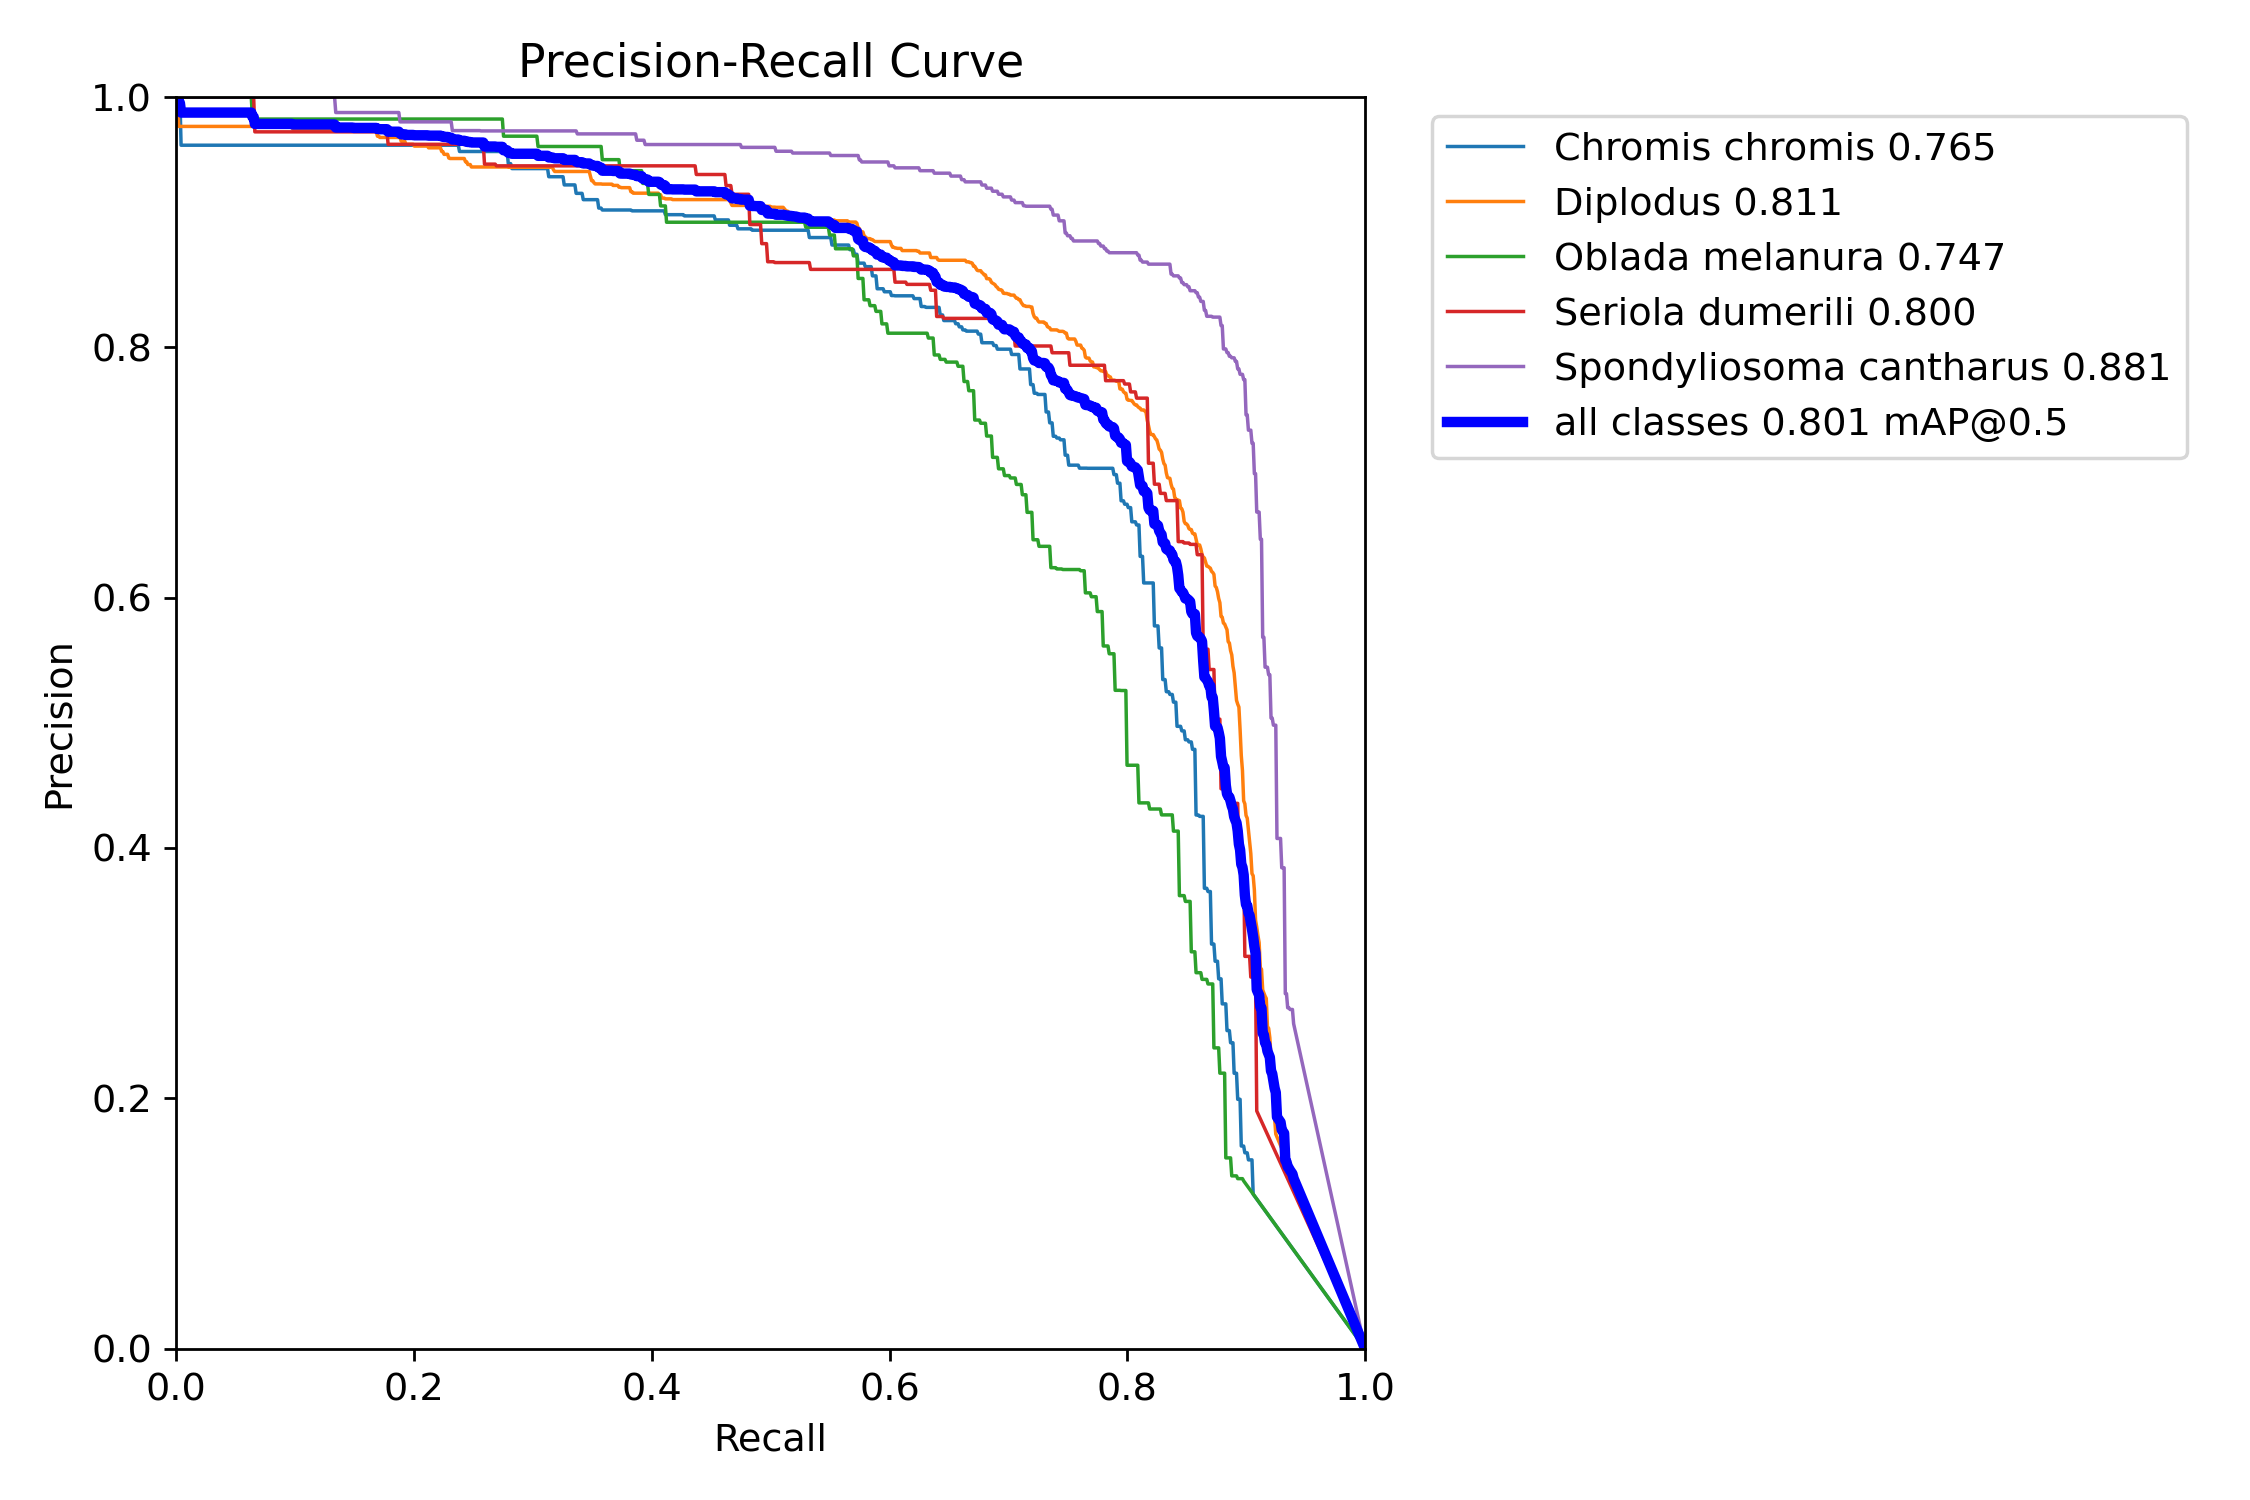 Precision-Recall Curve
1.0
0.8
0.6
0.4
0.2
0.0
Precision
0.0 0.2 0.4 0.6 0.8 1.0
Recall
Chromis chromis 0.765
Diplodus 0.811
Oblada melanura 0.747
Seriola dumerili 0.800
Spondyliosoma cantharus 0.881
all classes 0.801 mAP@0.5